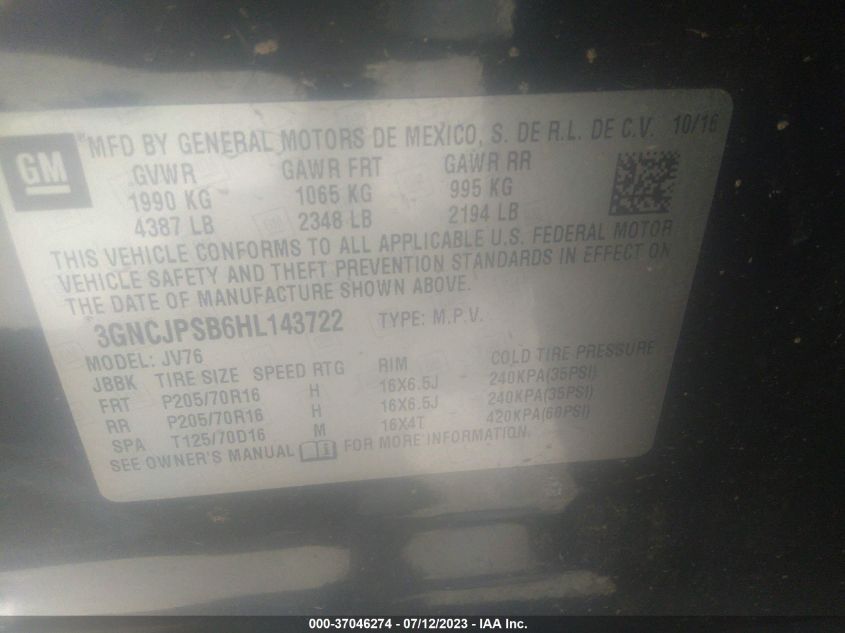 GM
MFD BY GENERAL MOTORS DE MEXICO, S. DE R.L. DE C.V. 10/16
GVWR GAWR FRT GAWR RR
1990 KG 1065 KG 995 KG
4387 LB 2348 LB 2194 LB
THIS VEHICLE CONFORMS TO ALL APPLICABLE U.S. FEDERAL MOTOR
VEHICLE SAFETY AND THEFT PREVENTION STANDARDS IN EFFECT ON
THE DATE OF MANUFACTURE SHOWN ABOVE.
3GNCJPSB6HL143722 TYPE: M.P.V.
MODEL: JV76
JBBK TIRE SIZE SPEED RTG RIM COLD TIRE PRESSURE
FRT P205/70R16 H 16X6.5J 240KPA(35PSI)
RR P205/70R16 H 16X6.5J 240KPA(35PSI)
SPA T125/70D16 M 16X4T 420KPA(60PSI)
SEE OWNER'S MANUAL FOR MORE INFORMATION.
000-37046274 - 07/12/2023 - IAA Inc.